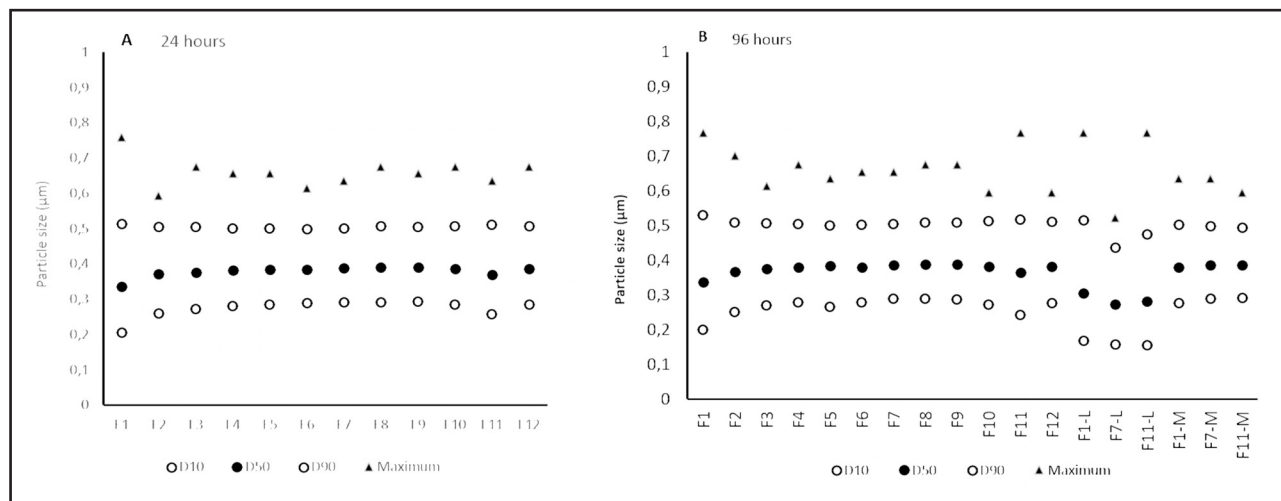 A 24 hours
1
0,9
0,8
0,7
0,6
0,5
0,4
0,3
0,2
0,1
0
Particle size (µm)
F1 F2 F3 F4 F5 F6 F7 F8 F9 F10 F11 F12
D10 D50 D90 Maximum
B 96 hours
1
0,9
0,8
0,7
0,6
0,5
0,4
0,3
0,2
0,1
0
Particle size (µm)
F1 F2 F3 F4 F5 F6 F7 F8 F9 F10 F11 F12 F1-L F7-L F11-L F1-M F7-M F11-M
D10 D50 D90 Maximum